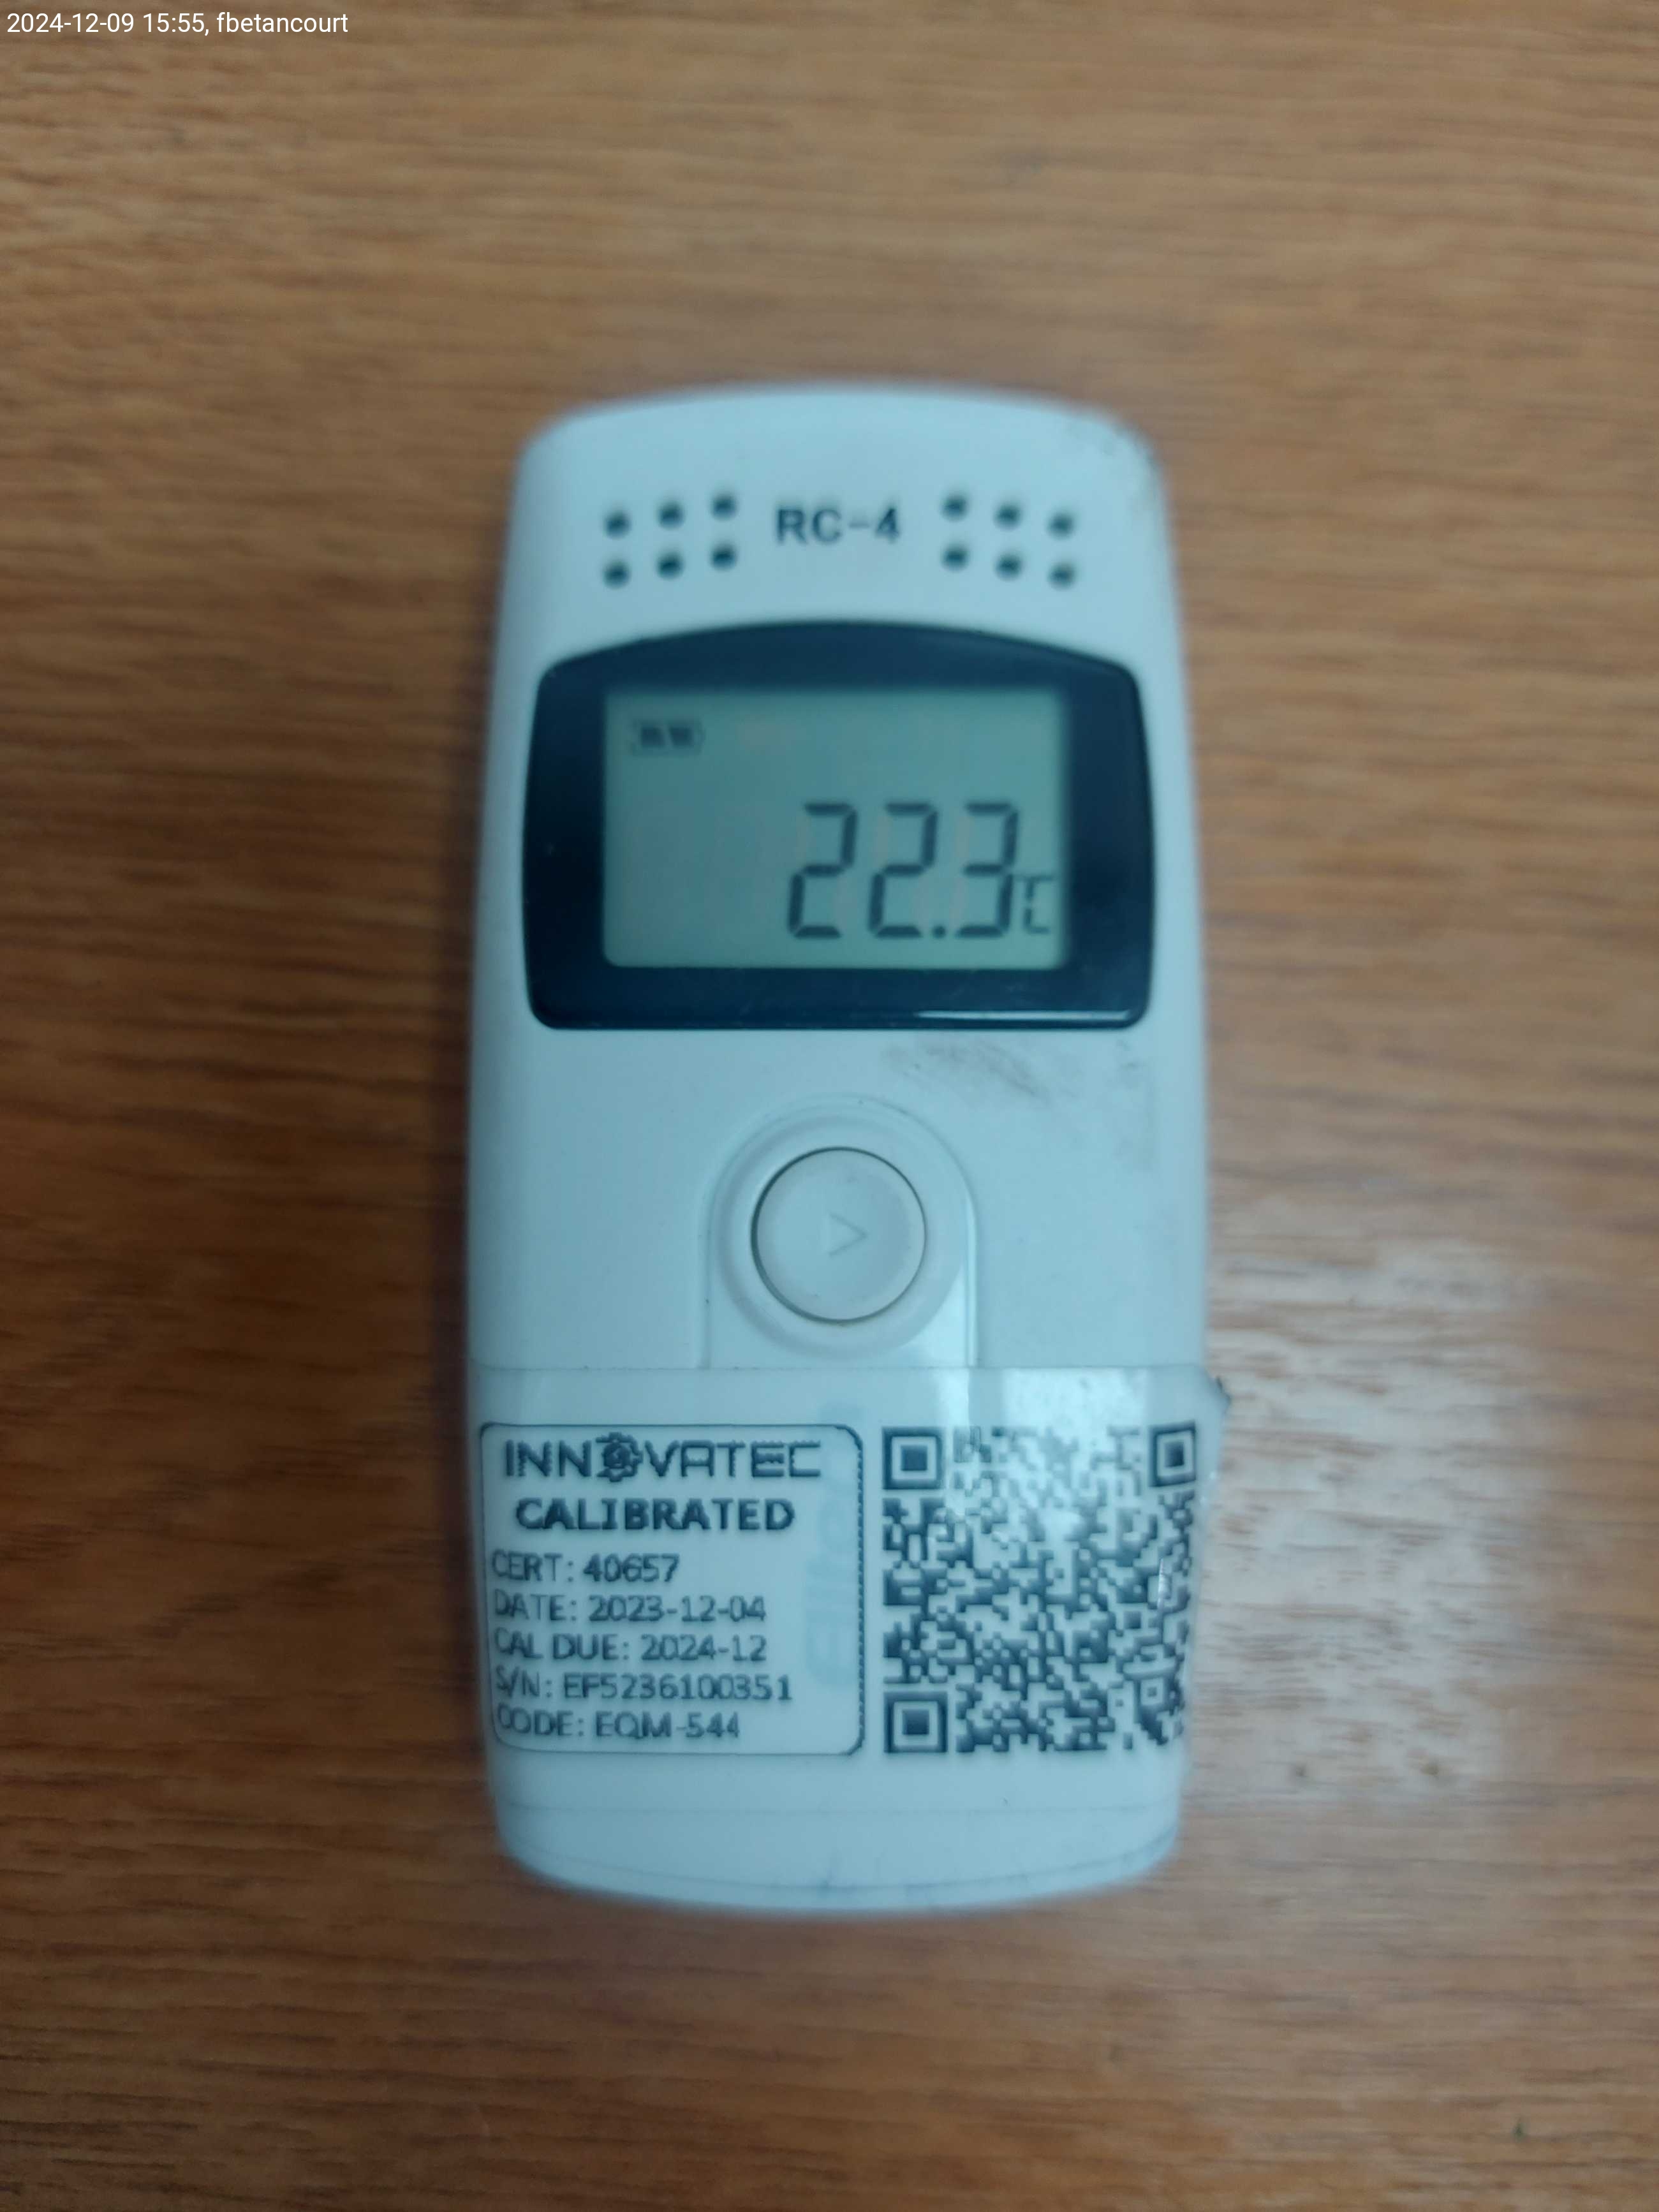 2024-12-09 15:55, fbetancourt
RC-4
22.3℃
INNOVATEC
CALIBRATED
CERT: 40657
DATE: 2023-12-04
CAL DUE: 2024-12
S/N: EF5236100351
CODE: EQM-544
Elitech